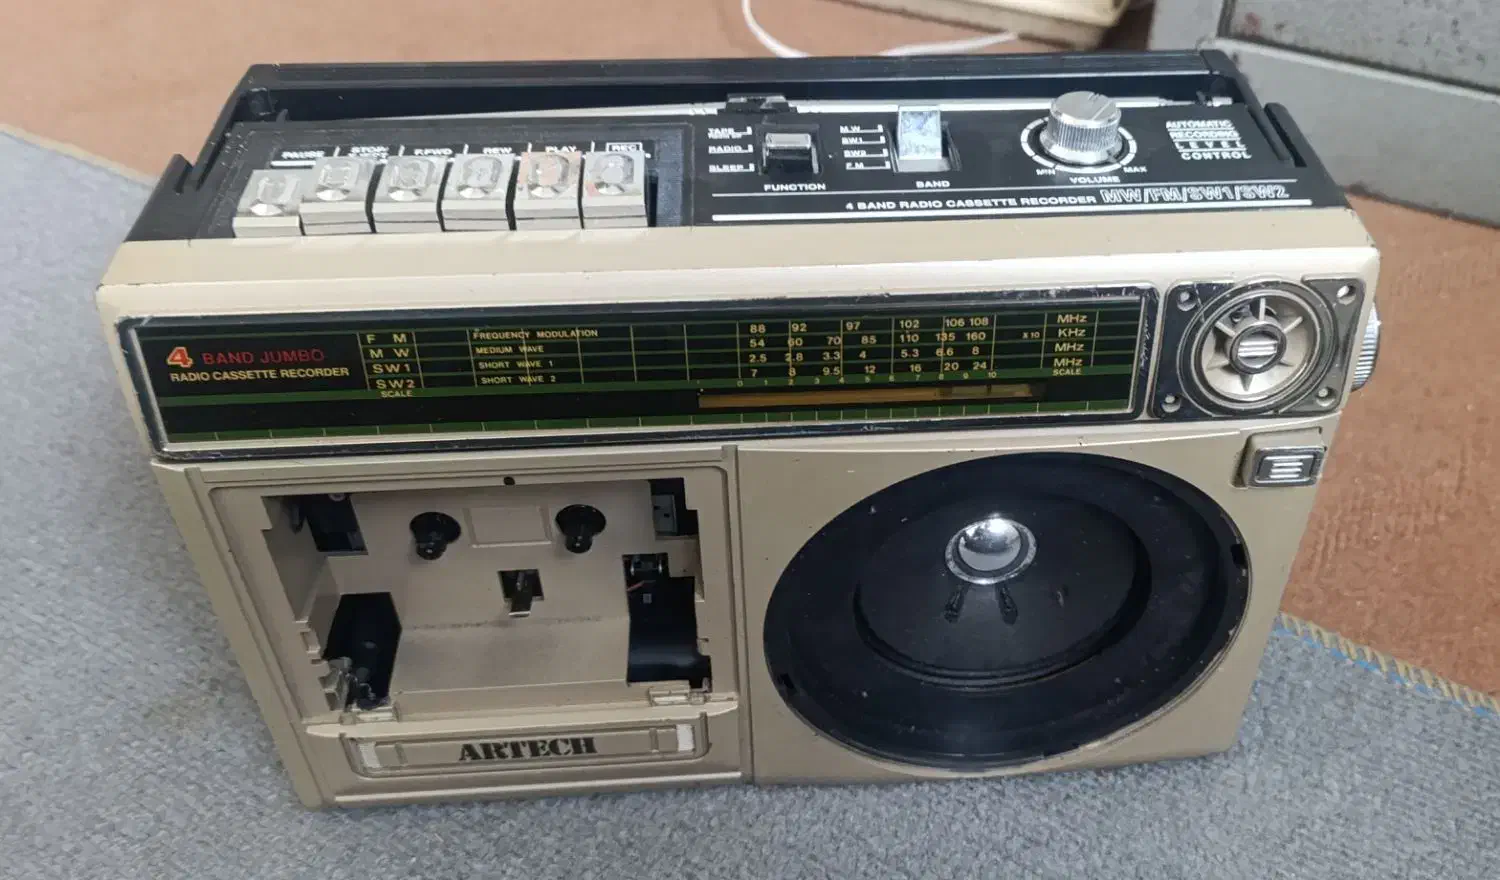 PAUSE STOP F.FWD REW PLAY REC
TAPE
RADIO
SLEEP
FUNCTION
M W
SW1
SW2
F M
BAND
MIN MAX
VOLUME
AUTOMATIC
RECORDING
LEVEL
CONTROL
4 BAND RADIO CASSETTE RECORDER MW/FM/SW1/SW2
4 BAND JUMBO
RADIO CASSETTE RECORDER
F M FREQUENCY MODULATION 88 92 97 102 106 108 MHz
M W MEDIUM WAVE 54 60 70 85 110 135 160 x 10 KHz
SW1 SHORT WAVE 1 2.5 2.8 3.3 4 5.3 6.6 8 MHz
SW2 SHORT WAVE 2 7 8 9.5 12 16 20 24 MHz
SCALE 0 1 2 3 4 5 6 7 8 9 10 SCALE
ARTECH